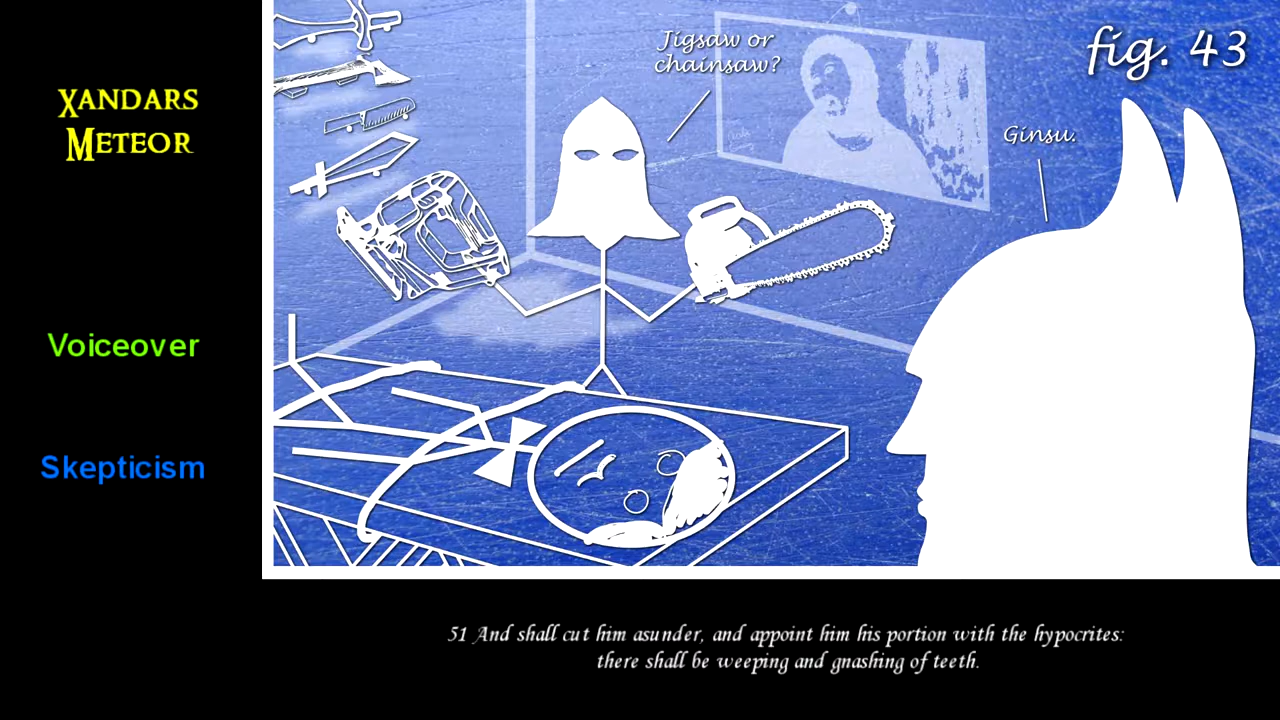 XANDARS
METEOR
Voiceover
Skepticism
Jigsaw or
chainsaw?
fig. 43
Ginsu.
51 And shall cut him asunder, and appoint him his portion with the hypocrites:
there shall be weeping and gnashing of teeth.